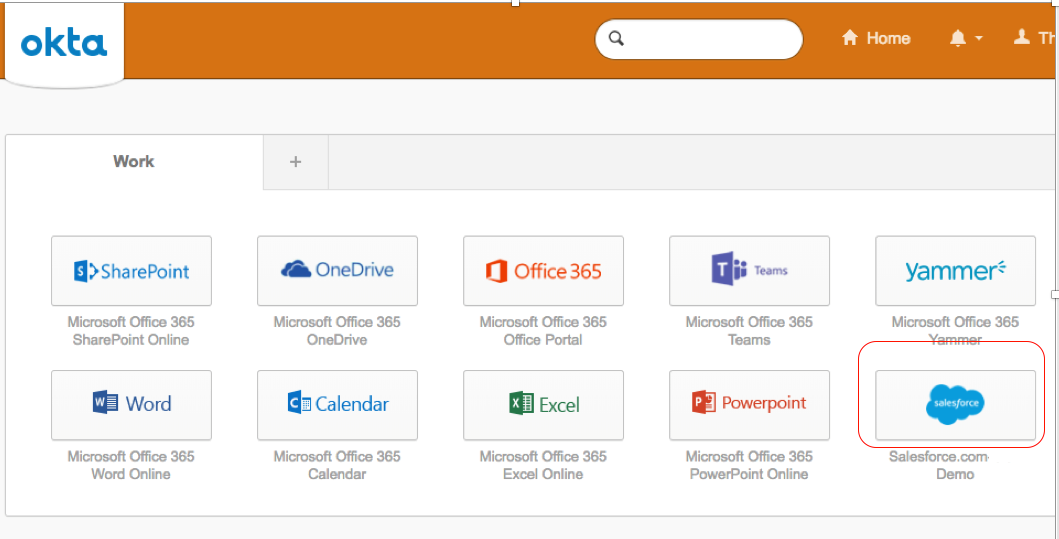 okta
Home
Th
Work
+
SharePoint
OneDrive
Office 365
Teams
yammer
Microsoft Office 365
SharePoint Online
Microsoft Office 365
OneDrive
Microsoft Office 365
Office Portal
Microsoft Office 365
Teams
Microsoft Office 365
Yammer
Word
Calendar
Excel
Powerpoint
salesforce
Microsoft Office 365
Word Online
Microsoft Office 365
Calendar
Microsoft Office 365
Excel Online
Microsoft Office 365
PowerPoint Online
Salesforce.com
Demo